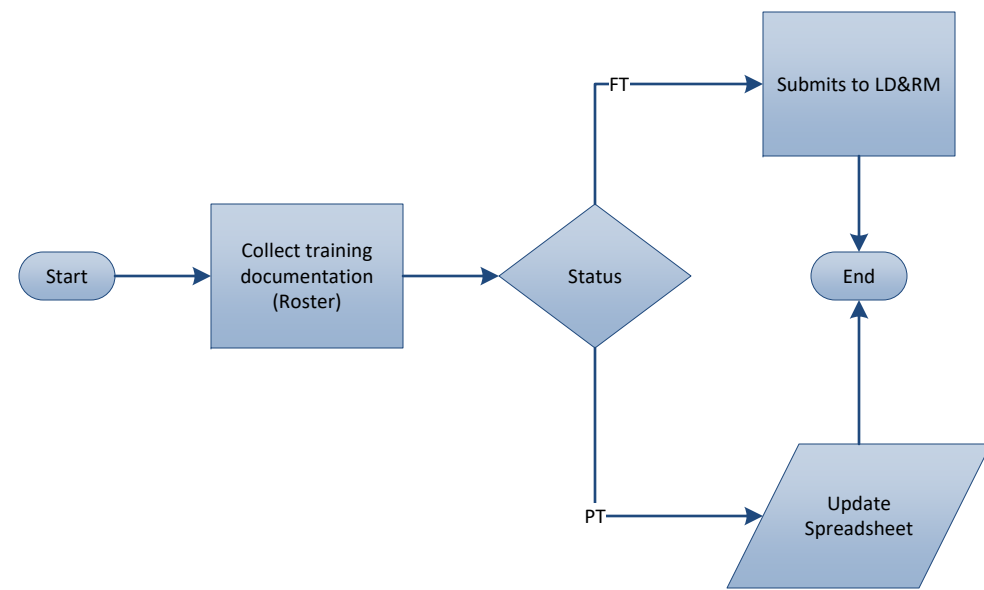 Start
Collect training
documentation
(Roster)
Status
FT
Submits to LD&RM
End
PT
Update
Spreadsheet